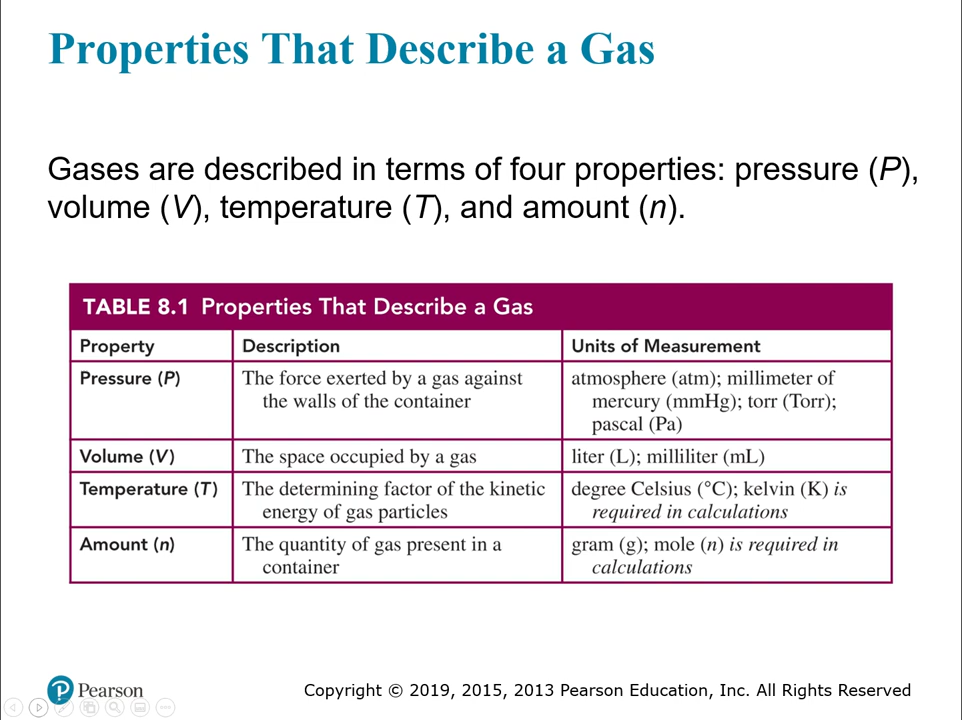 Properties That Describe a Gas
Gases are described in terms of four properties: pressure (P),
volume (V), temperature (T), and amount (n).
TABLE 8.1 Properties That Describe a Gas
Property Description Units of Measurement
Pressure (P) The force exerted by a gas against atmosphere (atm); millimeter of
the walls of the container mercury (mmHg); torr (Torr);
pascal (Pa)
Volume (V) The space occupied by a gas liter (L); milliliter (mL)
Temperature (T) The determining factor of the kinetic degree Celsius (°C); kelvin (K) is
energy of gas particles required in calculations
Amount (n) The quantity of gas present in a gram (g); mole (n) is required in
container calculations
P Pearson
Copyright © 2019, 2015, 2013 Pearson Education, Inc. All Rights Reserved